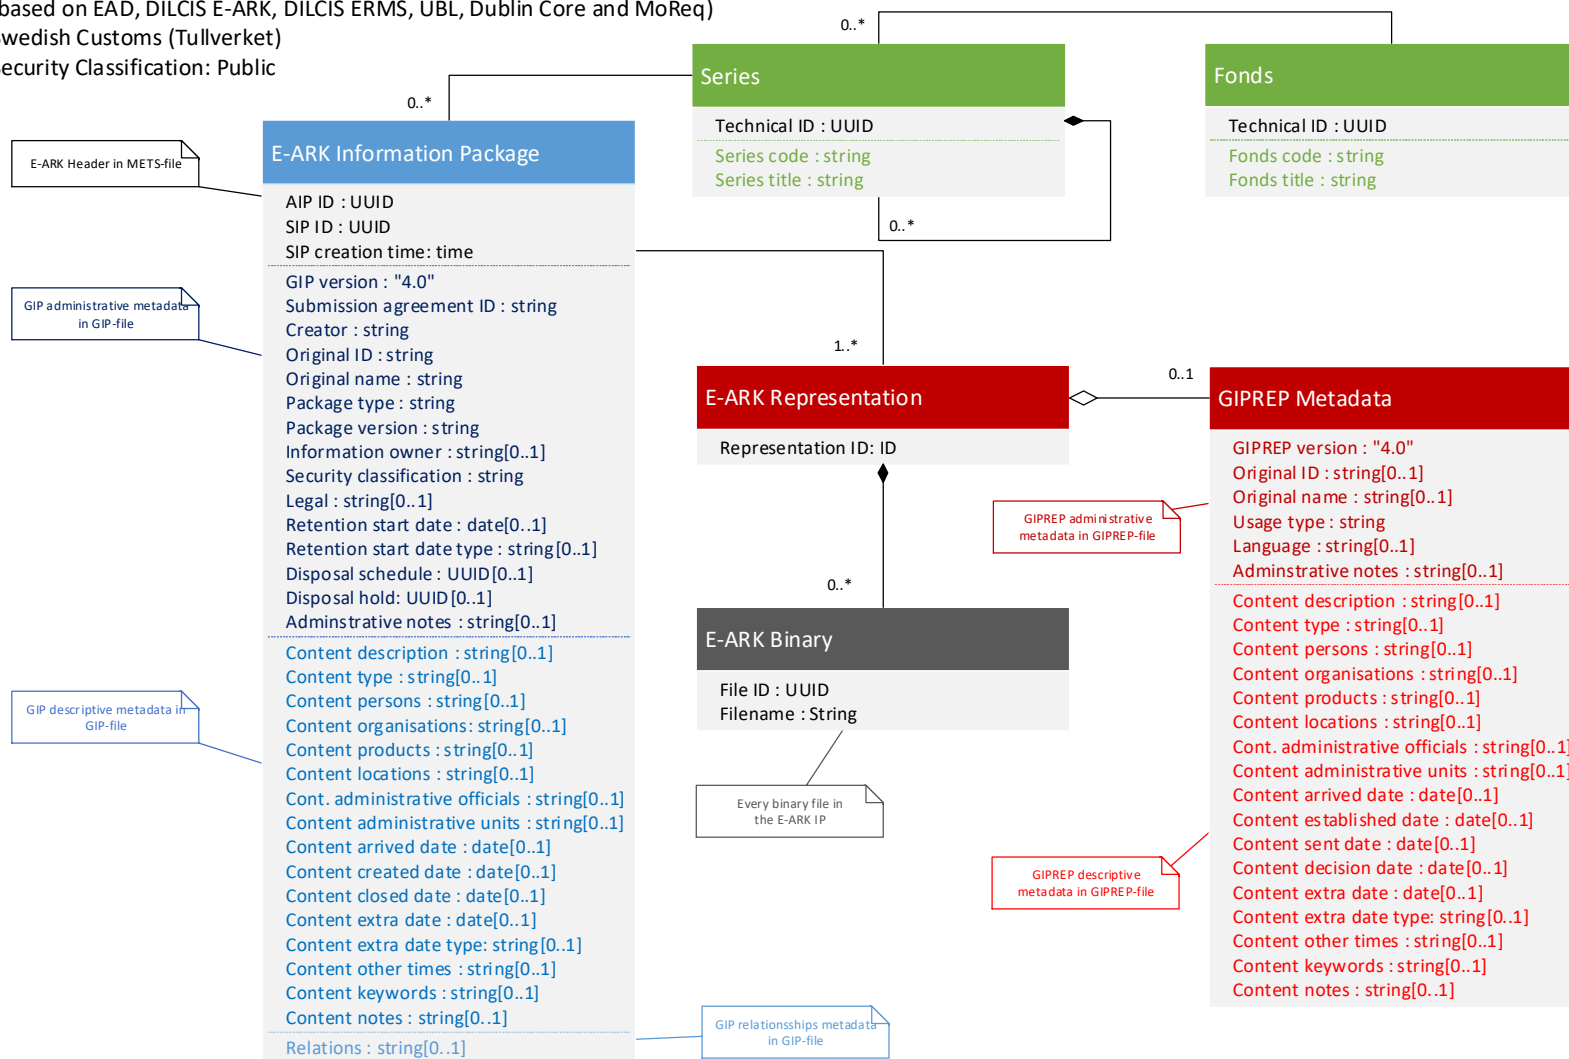 based on EAD, DILCIS E-ARK, DILCIS ERMS, UBL, Dublin Core and MoReq)
Swedish Customs (Tullverket)
Security Classification: Public
0..*
0..*
Series
Technical ID : UUID
Series code : string
Series title : string
0..*
Fonds
Technical ID : UUID
Fonds code : string
Fonds title : string
E-ARK Header in METS-file
GIP administrative metadata
in GIP-file
GIP descriptive metadata in
GIP-file
E-ARK Information Package
AIP ID : UUID
SIP ID : UUID
SIP creation time: time
GIP version : "4.0"
Submission agreement ID : string
Creator : string
Original ID : string
Original name : string
Package type : string
Package version : string
Information owner : string[0..1]
Security classification : string
Legal : string[0..1]
Retention start date : date[0..1]
Retention start date type : string[0..1]
Disposal schedule : UUID[0..1]
Disposal hold: UUID[0..1]
Adminstrative notes : string[0..1]
Content description : string[0..1]
Content type : string[0..1]
Content persons : string[0..1]
Content organisations: string[0..1]
Content products : string[0..1]
Content locations : string[0..1]
Cont. administrative officials : string[0..1]
Content administrative units : string[0..1]
Content arrived date : date[0..1]
Content created date : date[0..1]
Content closed date : date[0..1]
Content extra date : date[0..1]
Content extra date type: string[0..1]
Content other times : string[0..1]
Content keywords : string[0..1]
Content notes : string[0..1]
Relations : string[0..1]
GIP relationsships metadata
in GIP-file
1..*
E-ARK Representation
Representation ID: ID
0..*
E-ARK Binary
File ID : UUID
Filename : String
Every binary file in
the E-ARK IP
0..1
GIPREP administrative
metadata in GIPREP-file
GIPREP descriptive
metadata in GIPREP-file
GIPREP Metadata
GIPREP version : "4.0"
Original ID : string[0..1]
Original name : string[0..1]
Usage type : string
Language : string[0..1]
Adminstrative notes : string[0..1]
Content description : string[0..1]
Content type : string[0..1]
Content persons : string[0..1]
Content organisations : string[0..1]
Content products : string[0..1]
Content locations : string[0..1]
Cont. administrative officials : string[0..1]
Content administrative units : string[0..1]
Content arrived date : date[0..1]
Content established date : date[0..1]
Content sent date : date[0..1]
Content decision date : date[0..1]
Content extra date : date[0..1]
Content extra date type: string[0..1]
Content other times : string[0..1]
Content keywords : string[0..1]
Content notes : string[0..1]